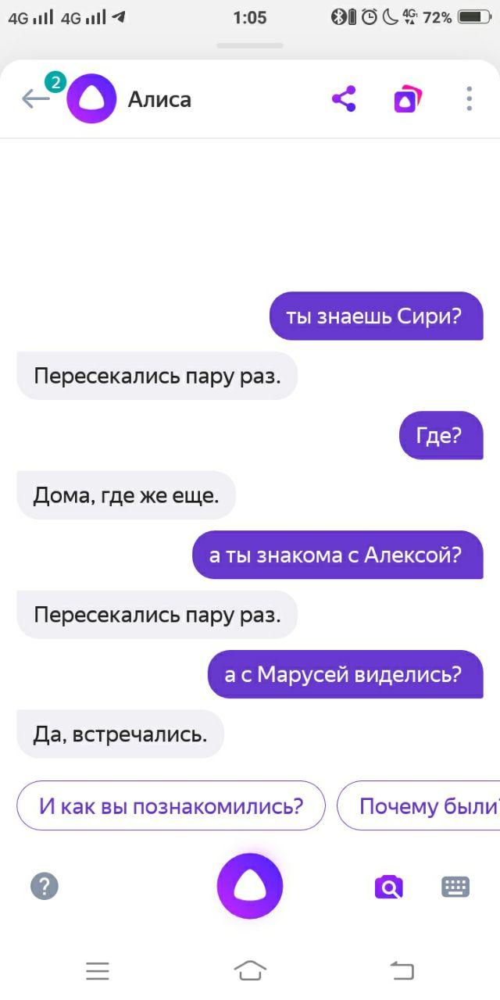 4G 4G 1:05 4G 72%
2
Алиса
ты знаешь Сири?
Пересекались пару раз.
Где?
Дома, где же еще.
а ты знакома с Алексой?
Пересекались пару раз.
а с Марусей виделись?
Да, встречались.
И как вы познакомились? Почему были?
?